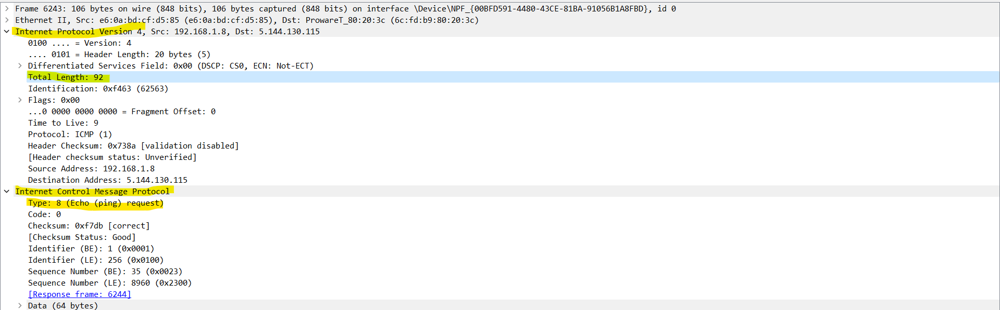 Frame 6243: 106 bytes on wire (848 bits), 106 bytes captured (848 bits) on interface \Device\NPF_{00BFD591-4480-43CE-81BA-91056B1A8FBD}, id 0
Ethernet II, Src: e6:0a:bd:cf:d5:85 (e6:0a:bd:cf:d5:85), Dst: ProwareT_80:20:3c (6c:fd:b9:80:20:3c)
Internet Protocol Version 4, Src: 192.168.1.8, Dst: 5.144.130.115
0100 .... = Version: 4
.... 0101 = Header Length: 20 bytes (5)
Differentiated Services Field: 0x00 (DSCP: CS0, ECN: Not-ECT)
Total Length: 92
Identification: 0xf463 (62563)
Flags: 0x00
...0 0000 0000 0000 = Fragment Offset: 0
Time to Live: 9
Protocol: ICMP (1)
Header Checksum: 0x738a [validation disabled]
[Header checksum status: Unverified]
Source Address: 192.168.1.8
Destination Address: 5.144.130.115
Internet Control Message Protocol
Type: 8 (Echo (ping) request)
Code: 0
Checksum: 0xf7db [correct]
[Checksum Status: Good]
Identifier (BE): 1 (0x0001)
Identifier (LE): 256 (0x0100)
Sequence Number (BE): 35 (0x0023)
Sequence Number (LE): 8960 (0x2300)
[Response frame: 6244]
Data (64 bytes)